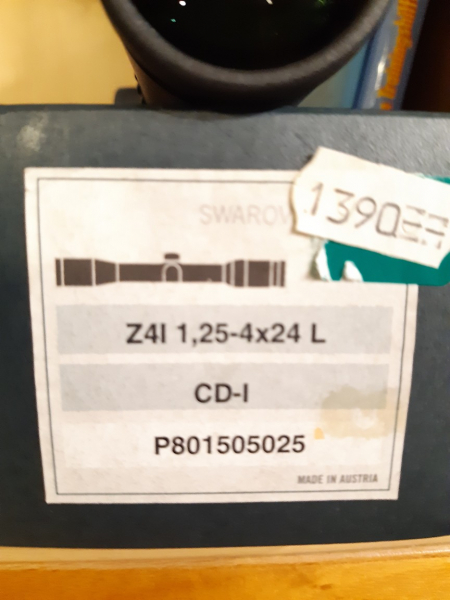 SWAROV
1390
Z4I 1,25-4x24 L
CD-I
P801505025
MADE IN AUSTRIA